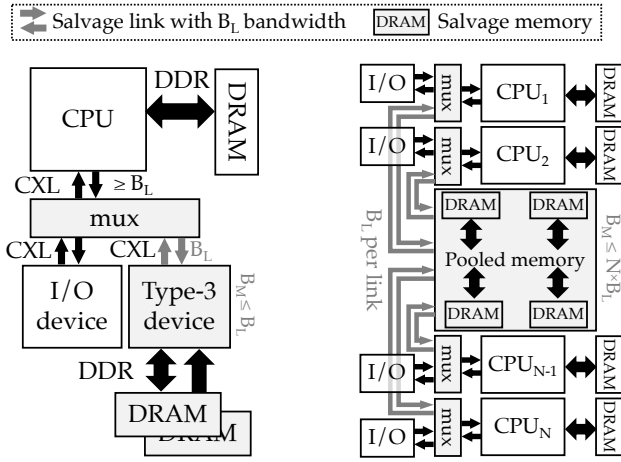 Salvage link with B_L bandwidth
DRAM Salvage memory
CPU
DDR
DRAM
CXL
≥ B_L
mux
CXL
CXL
B_L
I/O
device
Type-3
device
B_M ≤ B_L
DDR
DRAM
DRAM
I/O
mux
CPU_1
DRAM
I/O
mux
CPU_2
DRAM
B_L per link
DRAM
DRAM
Pooled memory
DRAM
DRAM
B_M ≤ N×B_L
I/O
mux
CPU_N-1
DRAM
I/O
mux
CPU_N
DRAM